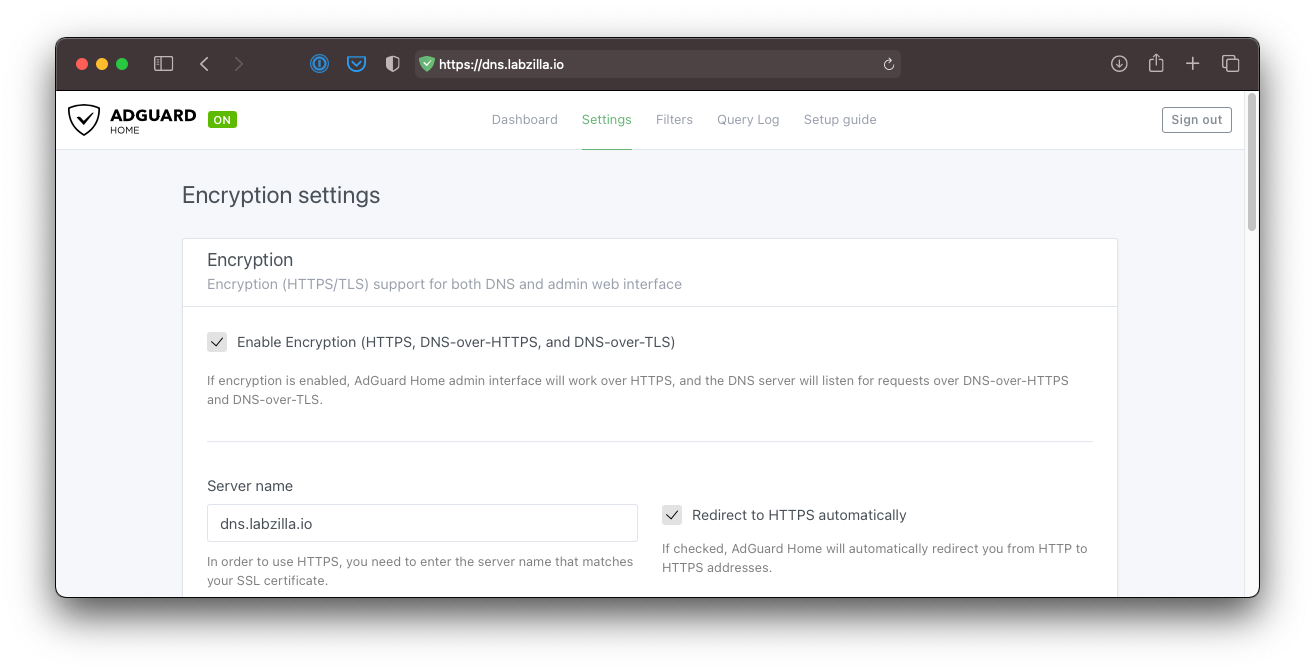 https://dns.labzilla.io
ADGUARD
HOME
ON
Dashboard
Settings
Filters
Query Log
Setup guide
Sign out
Encryption settings
Encryption
Encryption (HTTPS/TLS) support for both DNS and admin web interface
Enable Encryption (HTTPS, DNS-over-HTTPS, and DNS-over-TLS)
If encryption is enabled, AdGuard Home admin interface will work over HTTPS, and the DNS server will listen for requests over DNS-over-HTTPS
and DNS-over-TLS.
Server name
dns.labzilla.io
In order to use HTTPS, you need to enter the server name that matches
your SSL certificate.
Redirect to HTTPS automatically
If checked, AdGuard Home will automatically redirect you from HTTP to
HTTPS addresses.